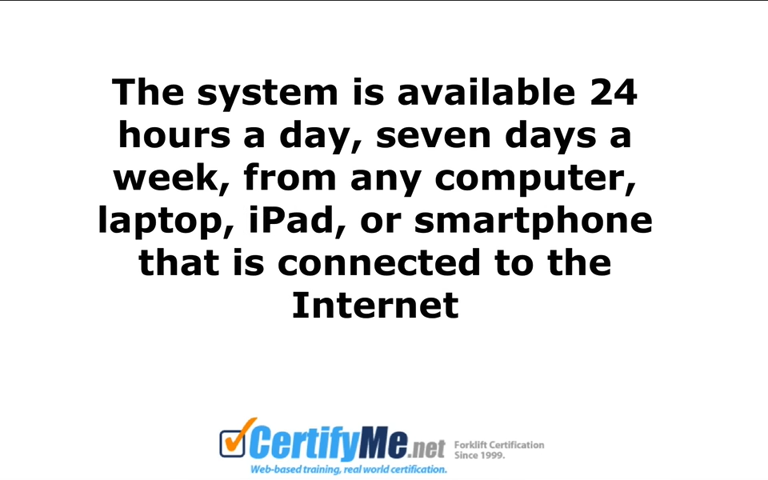 The system is available 24
hours a day, seven days a
week, from any computer,
laptop, iPad, or smartphone
that is connected to the
Internet
CertifyMe.net
Forklift Certification
Since 1999.
Web-based training, real world certification.